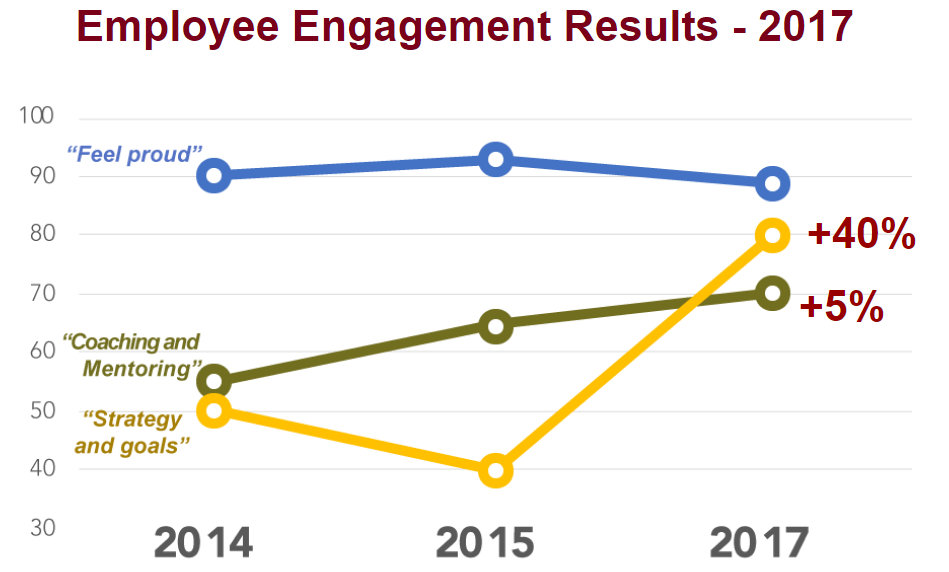 Employee Engagement Results - 2017
100
“Feel proud”
90
80
+40%
70
+5%
“Coaching and
60
Mentoring”
“Strategy
50
and goals”
40
30
2014
2015
2017